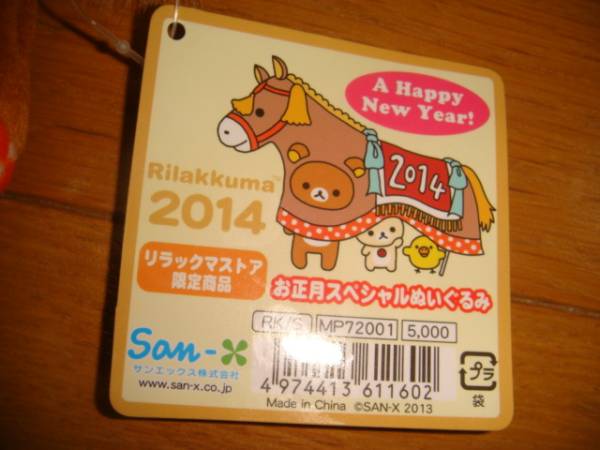 A Happy
New Year!
Rilakkuma™
2014
2014
リラックマストア
限定商品
お正月スペシャルぬいぐるみ
RK/S MP72001 5,000
San-X
サンエックス株式会社
www.san-x.co.jp
4 974413 611602
Made in China ©SAN-X 2013
プラ
袋